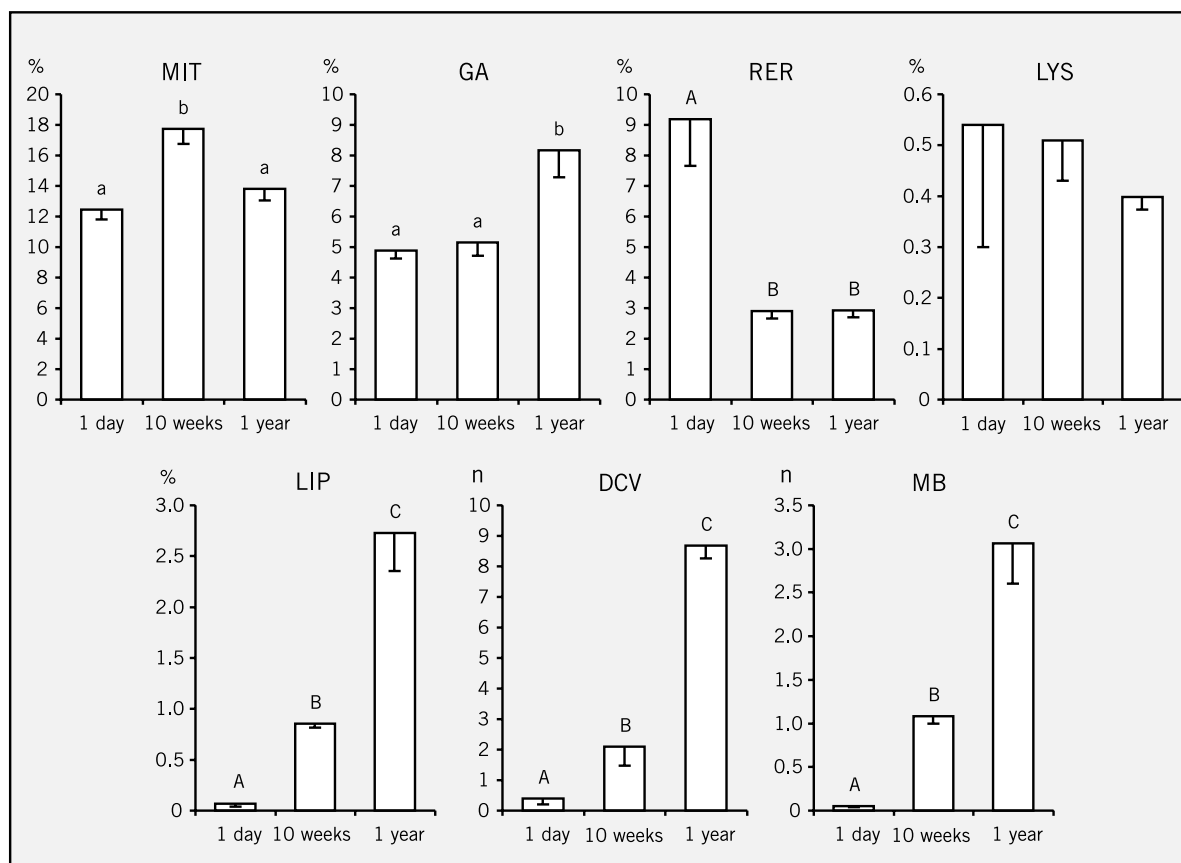 %
MIT
20
18
16
14
12
10
8
6
4
2
0
a
b
a
1 day
10 weeks
1 year
%
GA
10
9
8
7
6
5
4
3
2
1
0
a
a
b
1 day
10 weeks
1 year
%
RER
10
9
8
7
6
5
4
3
2
1
0
A
B
B
1 day
10 weeks
1 year
%
LYS
0.6
0.5
0.4
0.3
0.2
0.1
0
1 day
10 weeks
1 year
%
LIP
3.0
2.5
3.0
2.0
1.0
0.5
0
A
B
C
1 day
10 weeks
1 year
n
DCV
10
9
8
7
6
5
4
3
2
1
0
A
B
C
1 day
10 weeks
1 year
n
MB
3.5
3.0
2.5
2.0
1.5
1.0
0.5
0
A
B
C
1 day
10 weeks
1 year